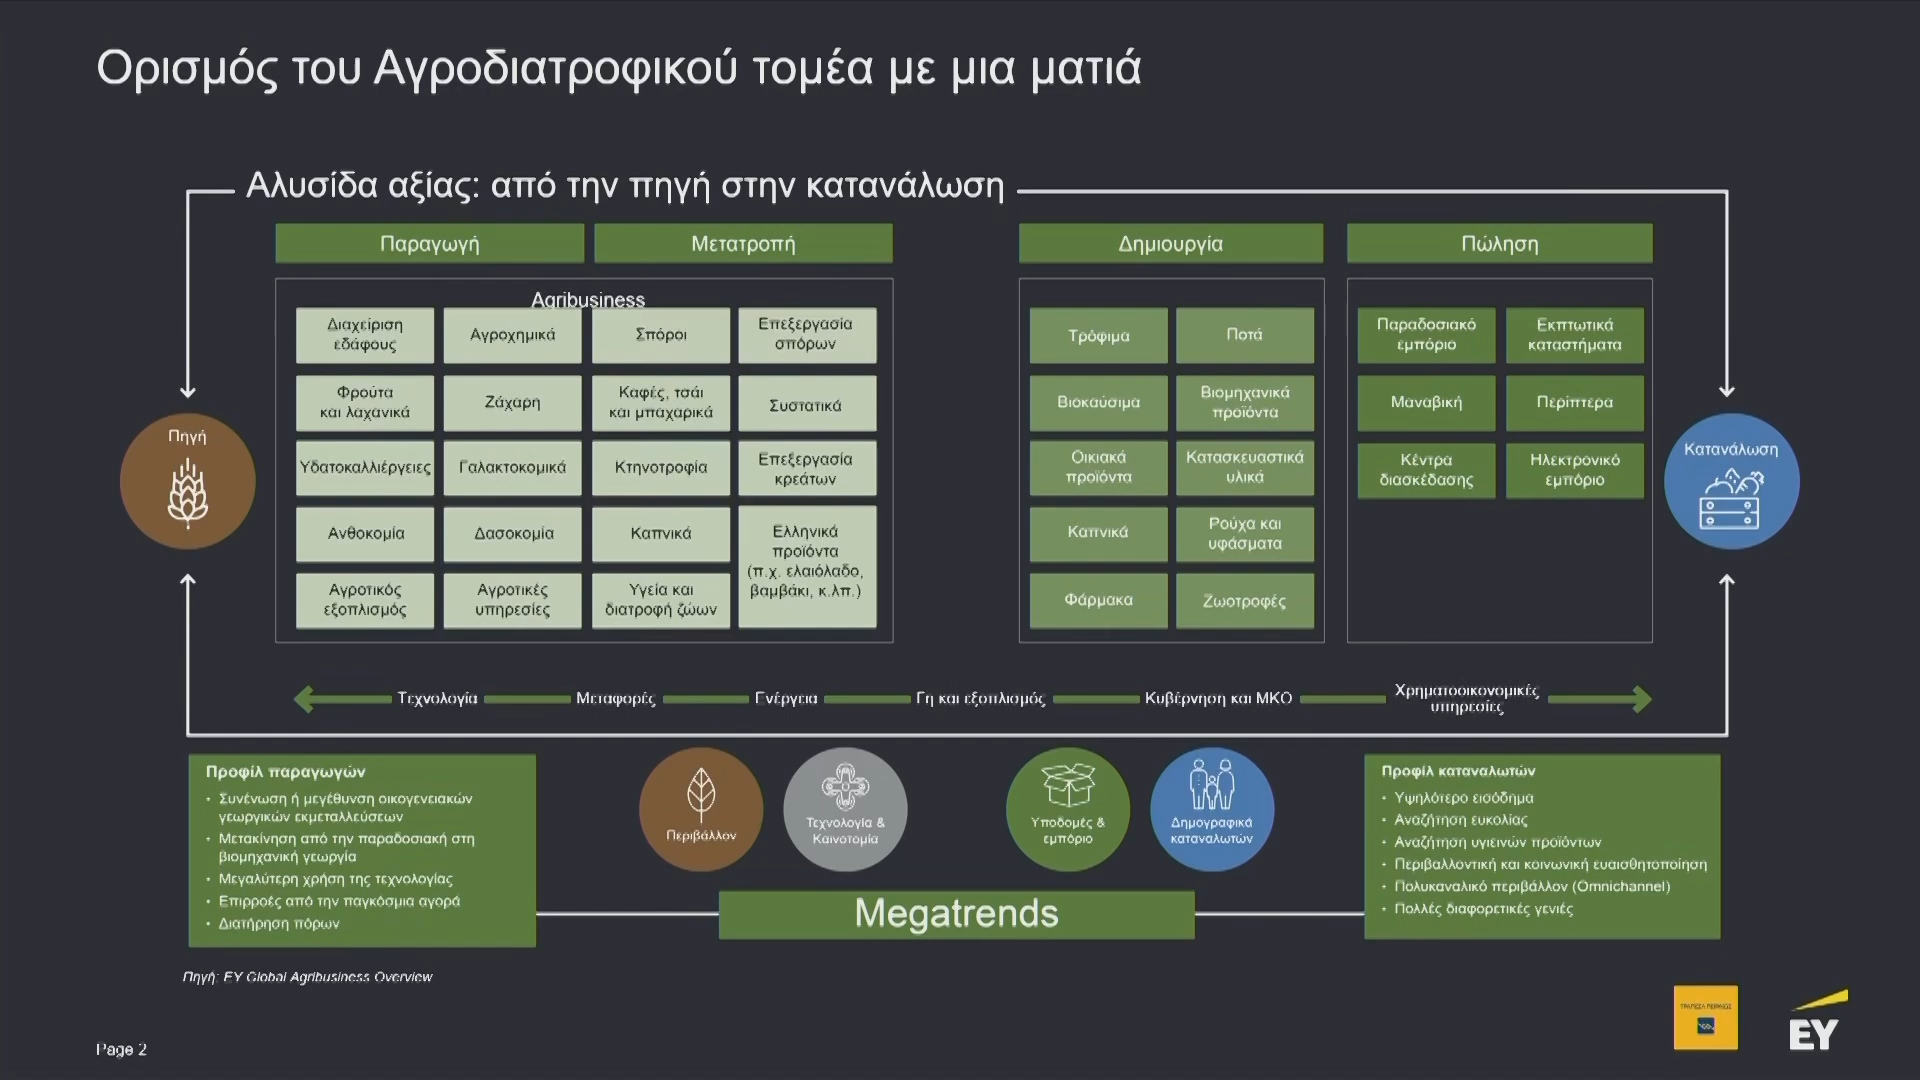 Ορισμός του Αγροδιατροφικού τομέα με μια ματιά
Αλυσίδα αξίας: από την πηγή στην κατανάλωση
Παραγωγή
Μετατροπή
Δημιουργία
Πώληση
Agribusiness
Διαχείριση
εδάφους
Αγροχημικά
Σπόροι
Επεξεργασία
σπόρων
Φρούτα
και λαχανικά
Ζάχαρη
Καφές, τσάι
και μπαχαρικά
Συστατικά
Υδατοκαλλιέργειες
Γαλακτοκομικά
Κτηνοτροφία
Επεξεργασία
κρεάτων
Ανθοκομία
Δασοκομία
Καπνικά
Ελληνικά
προϊόντα
(π.χ. ελαιόλαδο,
βαμβάκι, κ.λπ.)
Αγροτικός
εξοπλισμός
Αγροτικές
υπηρεσίες
Υγεία και
διατροφή ζώων
Τρόφιμα
Ποτά
Βιοκαύσιμα
Βιομηχανικά
προϊόντα
Οικιακά
προϊόντα
Κατασκευαστικά
υλικά
Καπνικά
Ρούχα και
υφάσματα
Φάρμακα
Ζωοτροφές
Παραδοσιακό
εμπόριο
Εκπτωτικά
καταστήματα
Μαναβική
Περίπτερα
Κέντρα
διασκέδασης
Ηλεκτρονικό
εμπόριο
Πηγή
Κατανάλωση
Τεχνολογία
Μεταφορές
Ενέργεια
Γη και εξοπλισμός
Κυβέρνηση και ΜΚΟ
Χρηματοοικονομικές
υπηρεσίες
Προφίλ παραγωγών
• Συνένωση ή μεγέθυνση οικογενειακών
γεωργικών εκμεταλλεύσεων
• Μετακίνηση από την παραδοσιακή στη
βιομηχανική γεωργία
• Μεγαλύτερη χρήση της τεχνολογίας
• Επιρροές από την παγκόσμια αγορά
• Διατήρηση πόρων
Περιβάλλον
Τεχνολογία &
Καινοτομία
Υποδομές &
εμπόριο
Δημογραφικά
καταναλωτών
Megatrends
Προφίλ καταναλωτών
• Υψηλότερο εισόδημα
• Αναζήτηση ευκολίας
• Αναζήτηση υγιεινών προϊόντων
• Περιβαλλοντική και κοινωνική ευαισθητοποίηση
• Πολυκαναλικό περιβάλλον (Omnichannel)
• Πολλές διαφορετικές γενιές
Πηγή: EY Global Agribusiness Overview
ΤΡΑΠΕΖΑ ΠΕΙΡΑΙΩΣ
EY
Page 2